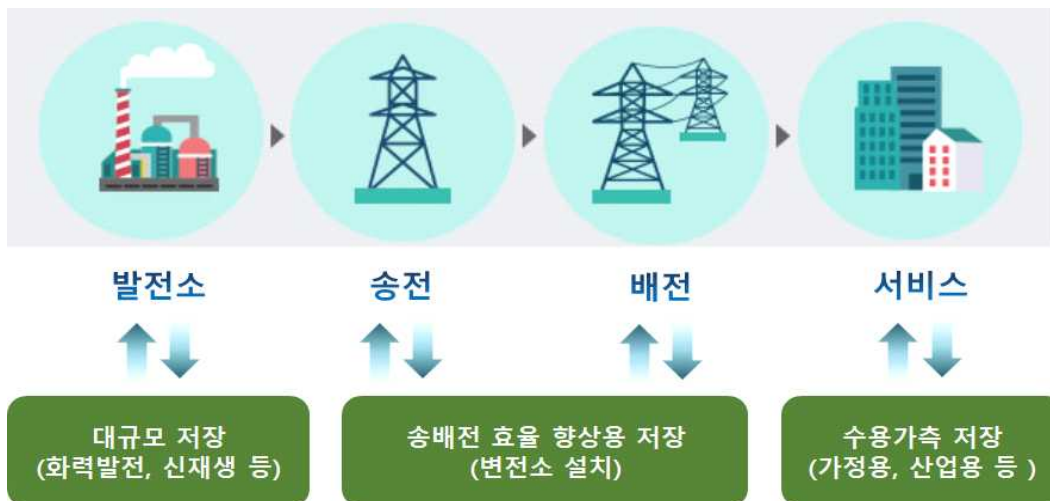 발전소
송전
배전
서비스
대규모 저장
(화력발전, 신재생 등)
송배전 효율 향상용 저장
(변전소 설치)
수용가측 저장
(가정용, 산업용 등 )